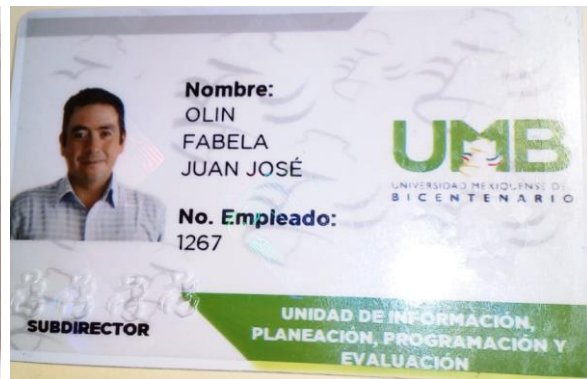 Nombre:
OLIN
FABELA
JUAN JOSÉ
No. Empleado:
1267
UMB
UNIVERSIDAD MEXIQUENSE DEL
BICENTENARIO
SUBDIRECTOR
UNIDAD DE INFORMACIÓN,
PLANEACIÓN, PROGRAMACIÓN Y
EVALUACIÓN